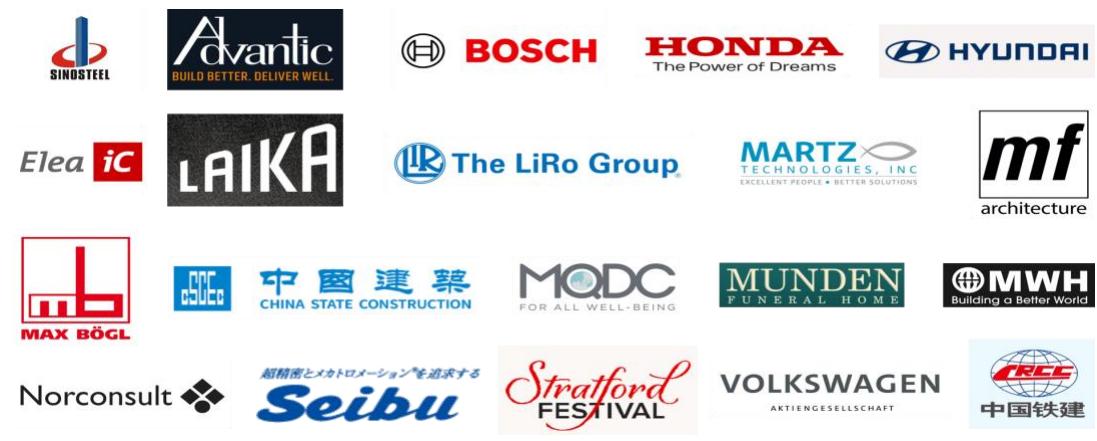 SINOSTEEL
Advantic
BUILD BETTER. DELIVER WELL.
BOSCH
HONDA
The Power of Dreams
HYUNDAI
Elea iC
LAIKA
LiR The LiRo Group®
MARTZ
TECHNOLOGIES, INC
EXCELLENT PEOPLE • BETTER SOLUTIONS
mf
architecture
mb
MAX BÖGL
CSCEC
中國建築
CHINA STATE CONSTRUCTION
MQDC
FOR ALL WELL-BEING
MUNDEN
FUNERAL HOME
MWH
Building a Better World
Norconsult
超精密とメカトロメーション®を追求する
Seibu
Stratford
FESTIVAL
VOLKSWAGEN
AKTIENGESELLSCHAFT
CRCC
中国铁建